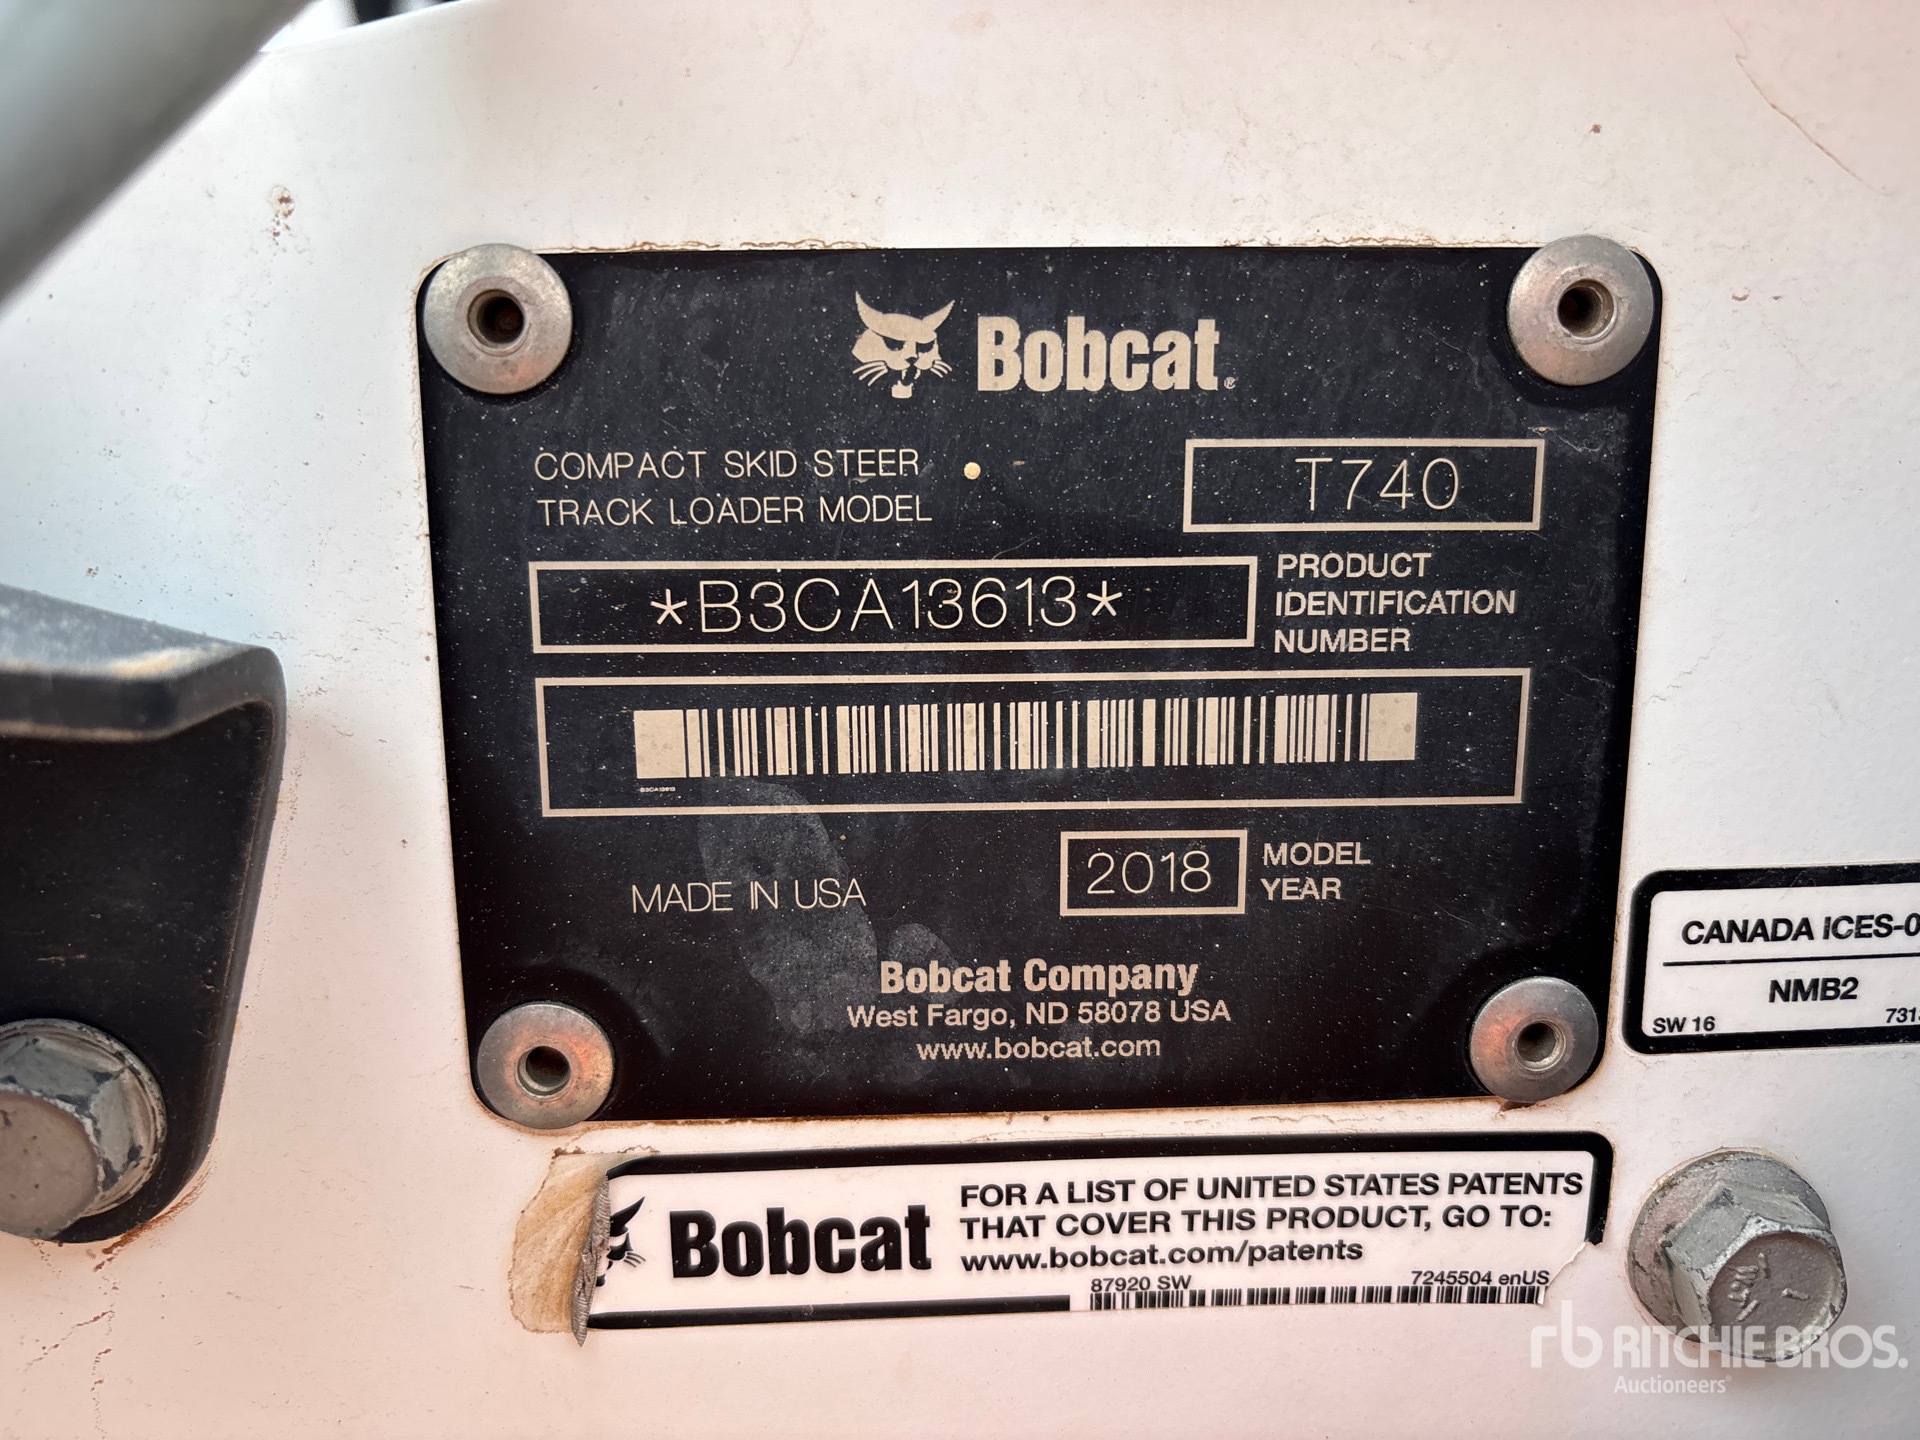 Bobcat®
COMPACT SKID STEER
TRACK LOADER MODEL
T740
*B3CA13613*
PRODUCT
IDENTIFICATION
NUMBER
B3CA13613
MADE IN USA
2018
MODEL
YEAR
Bobcat Company
West Fargo, ND 58078 USA
www.bobcat.com
CANADA ICES-0
NMB2
SW 16
731
Bobcat
FOR A LIST OF UNITED STATES PATENTS
THAT COVER THIS PRODUCT, GO TO:
www.bobcat.com/patents
87920 SW
7245504 enUS
rb RITCHIE BROS.
Auctioneers